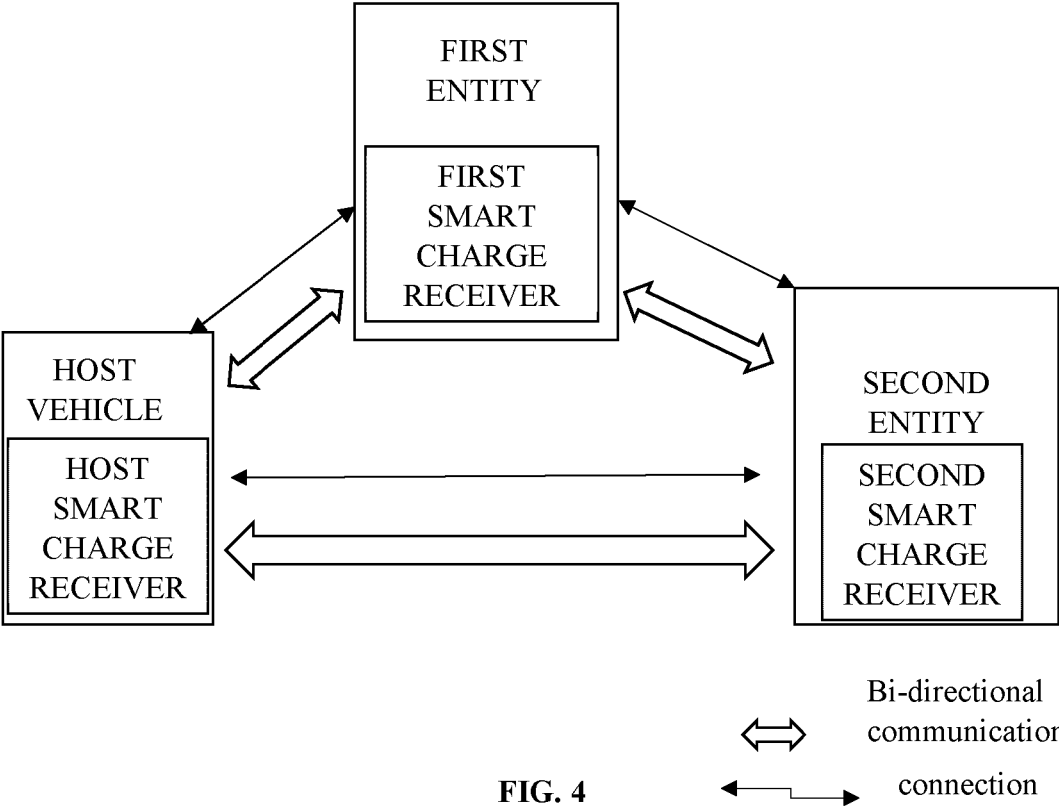 FIRST
ENTITY
FIRST
SMART
CHARGE
RECEIVER
HOST
VEHICLE
HOST
SMART
CHARGE
RECEIVER
SECOND
ENTITY
SECOND
SMART
CHARGE
RECEIVER
Bi-directional
communication
connection
FIG. 4